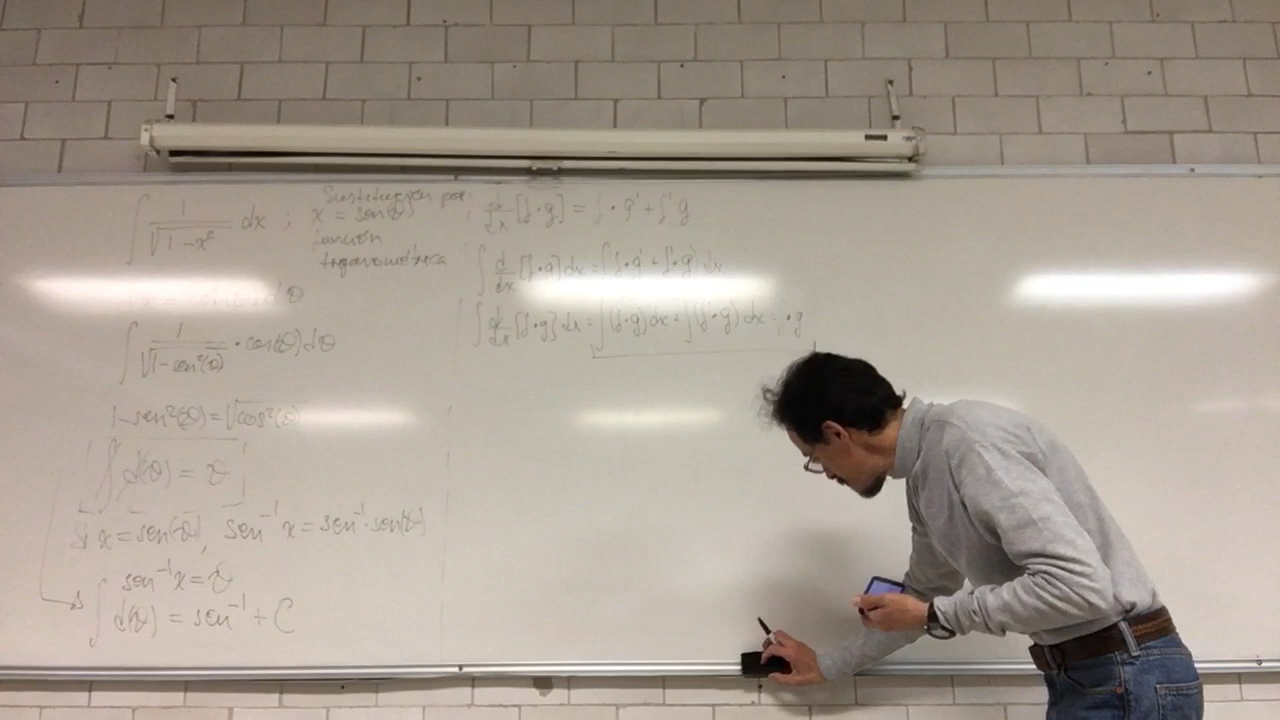 ∫ 1/√(1-x²) dx ; Sustitución por:
x = sen(θ)
función
trigonométrica
∫ 1/√(1-sen²(θ)) · cos(θ)dθ
1-sen²(θ)=√cos²(θ)
∫ d(θ) = θ
Si x=sen(θ), sen⁻¹ x = sen⁻¹·sen(θ)
sen⁻¹x=θ
∫ d(θ) = sen⁻¹ + C
d/dx [f·g] = f·g' + f' g
∫ d/dx [f·g] dx = ∫(f·g' + f'·g) dx
∫ d/dx [f·g] dx = ∫(f·g') dx + ∫(f'·g) dx = · g